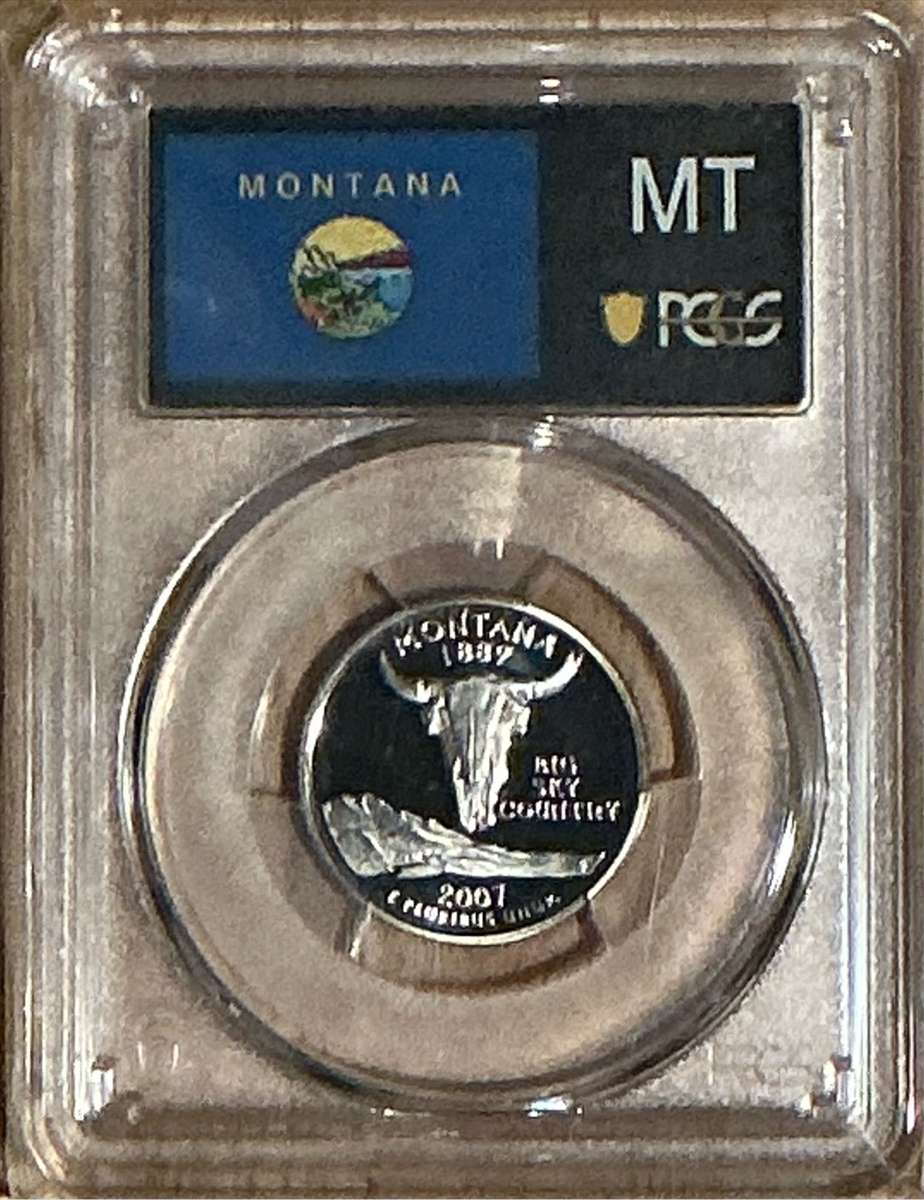 MONTANA
MT
PCGS
MONTANA
1889
BIG
SKY
COUNTRY
2007
E PLURIBUS UNUM